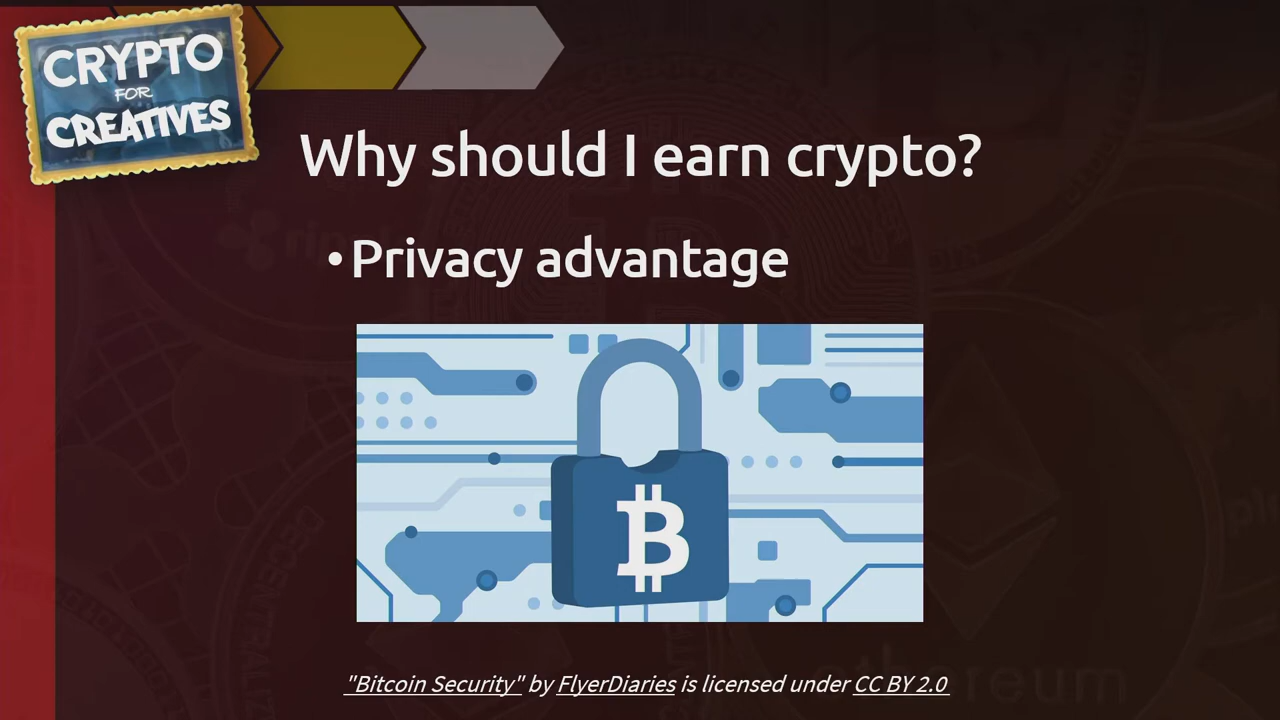 CRYPTO
FOR
CREATIVES
Why should I earn crypto?
• Privacy advantage
"Bitcoin Security" by FlyerDiaries is licensed under CC BY 2.0